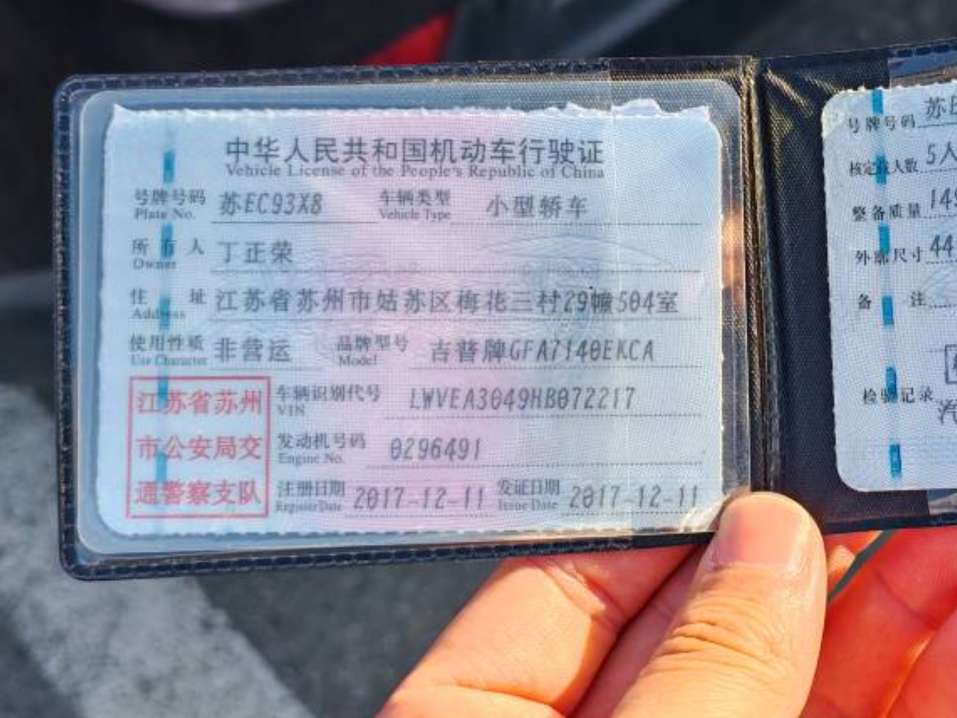 中华人民共和国机动车行驶证
Vehicle License of the People's Republic of China
号牌号码 苏EC93X8 车辆类型 小型轿车
Plate No. Vehicle Type
所有人 丁正荣
Owner
住址 江苏省苏州市姑苏区梅花三村29幢504室
Address
使用性质 非营运 品牌型号 吉普牌GFA7140EKCA
Use Character Model
江苏省苏州
市公安局交
通警察支队
车辆识别代号 LWVEA3049HB072217
VIN
发动机号码 0296491
Engine No.
注册日期 2017-12-11 发证日期 2017-12-11
Register Date Issue Date
号牌号码 苏E
核定载人数 5人
整备质量 149
外廓尺寸 44
备注
检验记录
汽